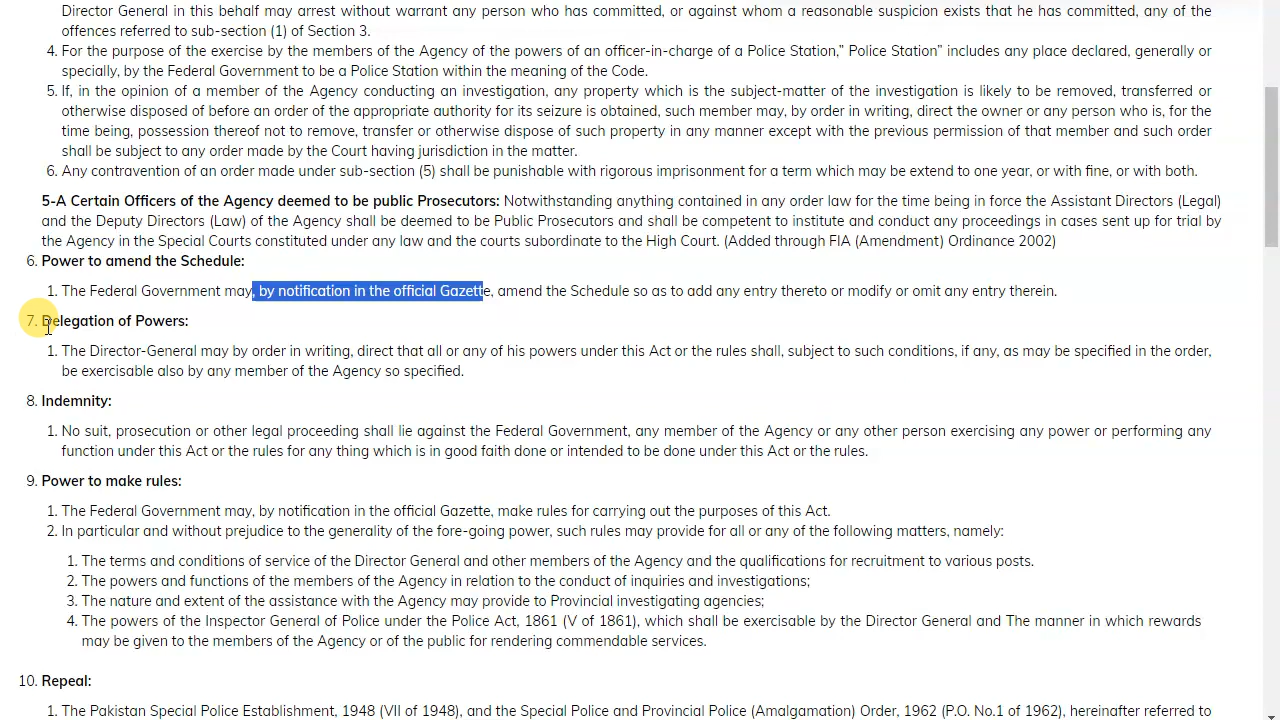 Director General in this behalf may arrest without warrant any person who has committed, or against whom a reasonable suspicion exists that he has committed, any of the
offences referred to sub-section (1) of Section 3.
4. For the purpose of the exercise by the members of the Agency of the powers of an officer-in-charge of a Police Station,” Police Station” includes any place declared, generally or
specially, by the Federal Government to be a Police Station within the meaning of the Code.
5. If, in the opinion of a member of the Agency conducting an investigation, any property which is the subject-matter of the investigation is likely to be removed, transferred or
otherwise disposed of before an order of the appropriate authority for its seizure is obtained, such member may, by order in writing, direct the owner or any person who is, for the
time being, possession thereof not to remove, transfer or otherwise dispose of such property in any manner except with the previous permission of that member and such order
shall be subject to any order made by the Court having jurisdiction in the matter.
6. Any contravention of an order made under sub-section (5) shall be punishable with rigorous imprisonment for a term which may be extend to one year, or with fine, or with both.
5-A Certain Officers of the Agency deemed to be public Prosecutors: Notwithstanding anything contained in any order law for the time being in force the Assistant Directors (Legal)
and the Deputy Directors (Law) of the Agency shall be deemed to be Public Prosecutors and shall be competent to institute and conduct any proceedings in cases sent up for trial by
the Agency in the Special Courts constituted under any law and the courts subordinate to the High Court. (Added through FIA (Amendment) Ordinance 2002)
6. Power to amend the Schedule:
1. The Federal Government may, by notification in the official Gazette, amend the Schedule so as to add any entry thereto or modify or omit any entry therein.
7. Delegation of Powers:
1. The Director-General may by order in writing, direct that all or any of his powers under this Act or the rules shall, subject to such conditions, if any, as may be specified in the order,
be exercisable also by any member of the Agency so specified.
8. Indemnity:
1. No suit, prosecution or other legal proceeding shall lie against the Federal Government, any member of the Agency or any other person exercising any power or performing any
function under this Act or the rules for any thing which is in good faith done or intended to be done under this Act or the rules.
9. Power to make rules:
1. The Federal Government may, by notification in the official Gazette, make rules for carrying out the purposes of this Act.
2. In particular and without prejudice to the generality of the fore-going power, such rules may provide for all or any of the following matters, namely:
1. The terms and conditions of service of the Director General and other members of the Agency and the qualifications for recruitment to various posts.
2. The powers and functions of the members of the Agency in relation to the conduct of inquiries and investigations;
3. The nature and extent of the assistance with the Agency may provide to Provincial investigating agencies;
4. The powers of the Inspector General of Police under the Police Act, 1861 (V of 1861), which shall be exercisable by the Director General and The manner in which rewards
may be given to the members of the Agency or of the public for rendering commendable services.
10. Repeal:
1. The Pakistan Special Police Establishment, 1948 (VII of 1948), and the Special Police and Provincial Police (Amalgamation) Order, 1962 (P.O. No.1 of 1962), hereinafter referred to